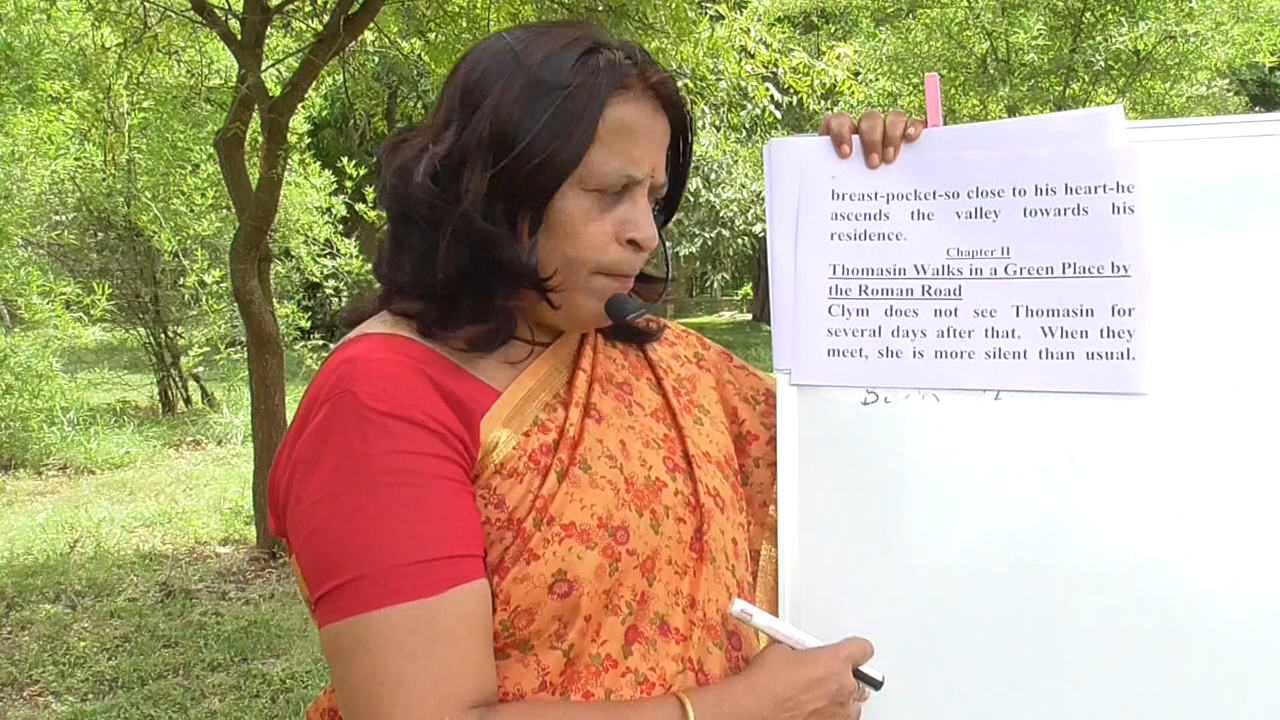 breast-pocket-so close to his heart-he
ascends the valley towards his
residence.
Chapter II
Thomasin Walks in a Green Place by
the Roman Road
Clym does not see Thomasin for
several days after that. When they
meet, she is more silent than usual.